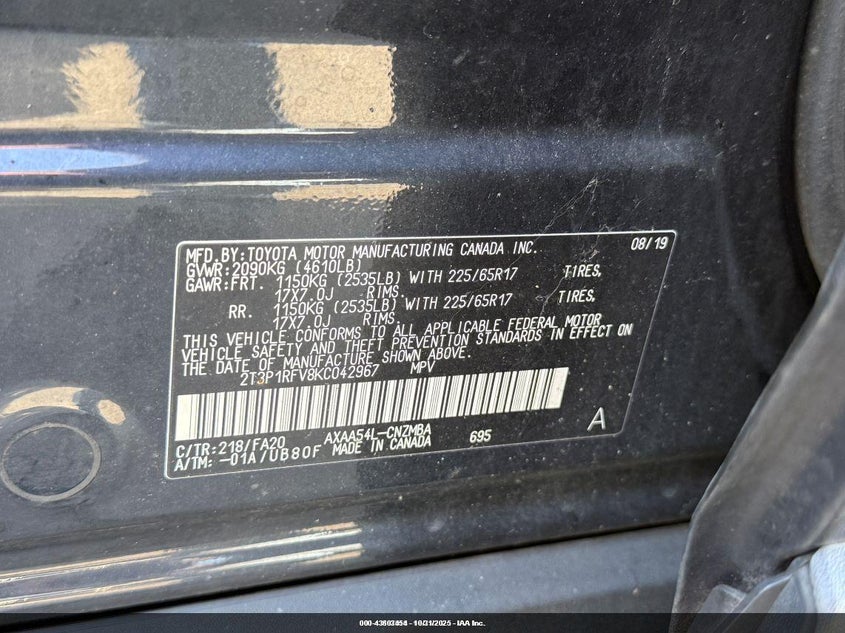 MFD.BY:TOYOTA MOTOR MANUFACTURING CANADA INC. 08/19
GVWR:2090KG (4610LB)
GAWR:FRT. 1150KG (2535LB) WITH 225/65R17 TIRES,
17X7.0J RIMS.
RR. 1150KG (2535LB) WITH 225/65R17 TIRES,
17X7.0J RIMS.
THIS VEHICLE CONFORMS TO ALL APPLICABLE FEDERAL MOTOR
VEHICLE SAFETY AND THEFT PREVENTION STANDARDS IN EFFECT ON
THE DATE OF MANUFACTURE SHOWN ABOVE.
2T3P1RFV8KC042967 MPV
C/TR:218/FA20 AXAA54L-CNZMBA 695 A
A/TM:-01A/UB80F MADE IN CANADA
10/31/2025 - IAA Inc.